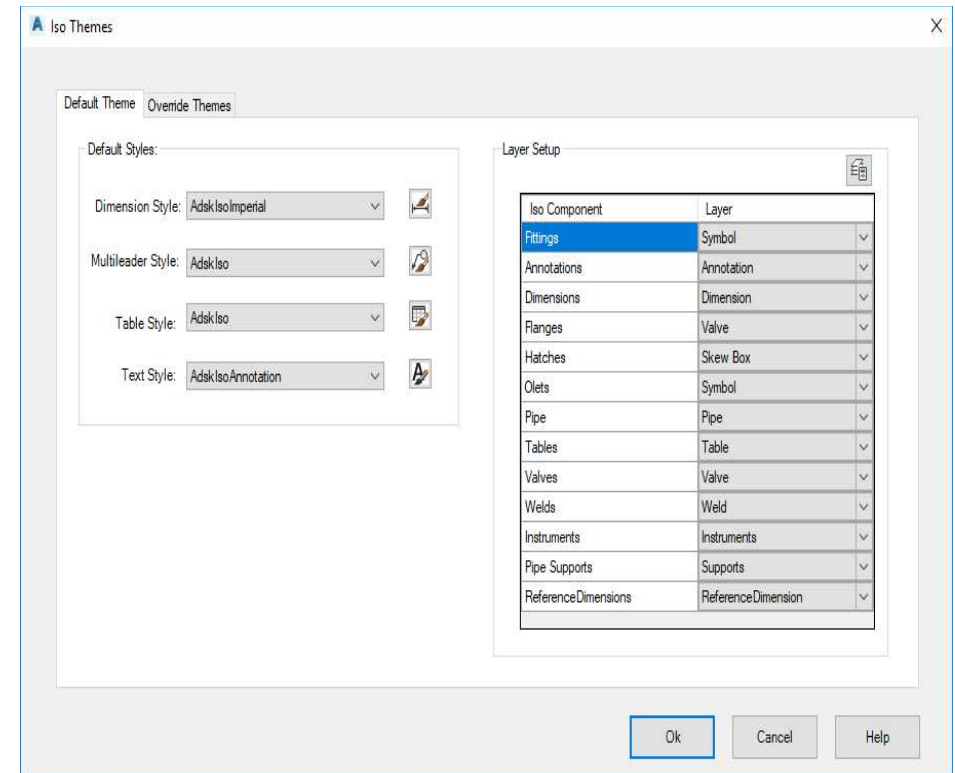 Iso Themes
Default Theme Override Themes
Default Styles:
Dimension Style: AdskIsoImperial
Multileader Style: AdskIso
Table Style: AdskIso
Text Style: AdskIsoAnnotation
Layer Setup
Iso Component Layer
Fittings Symbol
Annotations Annotation
Dimensions Dimension
Flanges Valve
Hatches Skew Box
Olets Symbol
Pipe Pipe
Tables Table
Valves Valve
Welds Weld
Instruments Instruments
Pipe Supports Supports
ReferenceDimensions ReferenceDimension
Ok Cancel Help